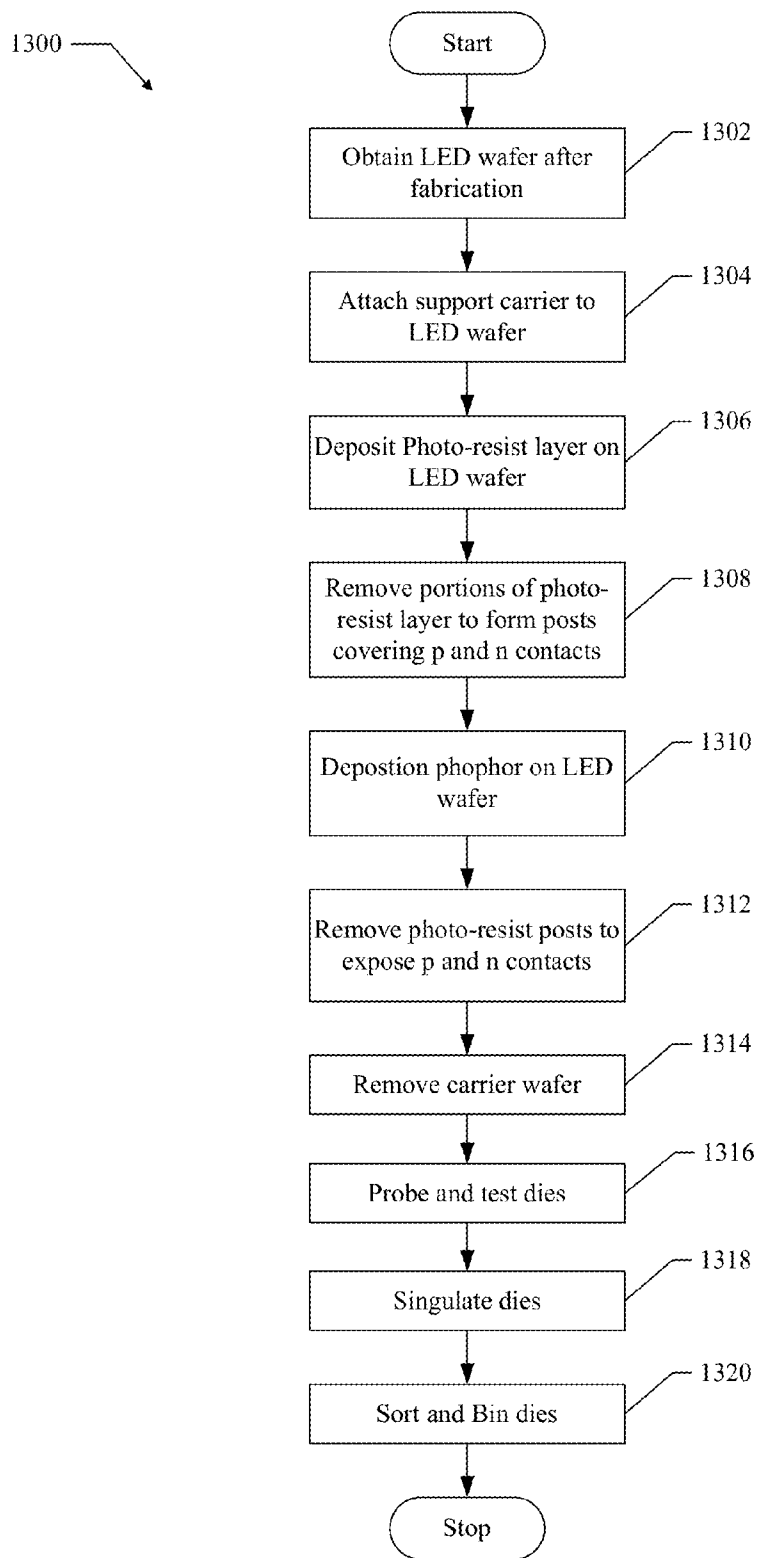 1300
Start
1302
Obtain LED wafer after
fabrication
1304
Attach support carrier to
LED wafer
1306
Deposit Photo-resist layer on
LED wafer
1308
Remove portions of photo-
resist layer to form posts
covering p and n contacts
1310
Depostion phophor on LED
wafer
1312
Remove photo-resist posts to
expose p and n contacts
1314
Remove carrier wafer
1316
Probe and test dies
1318
Singulate dies
1320
Sort and Bin dies
Stop